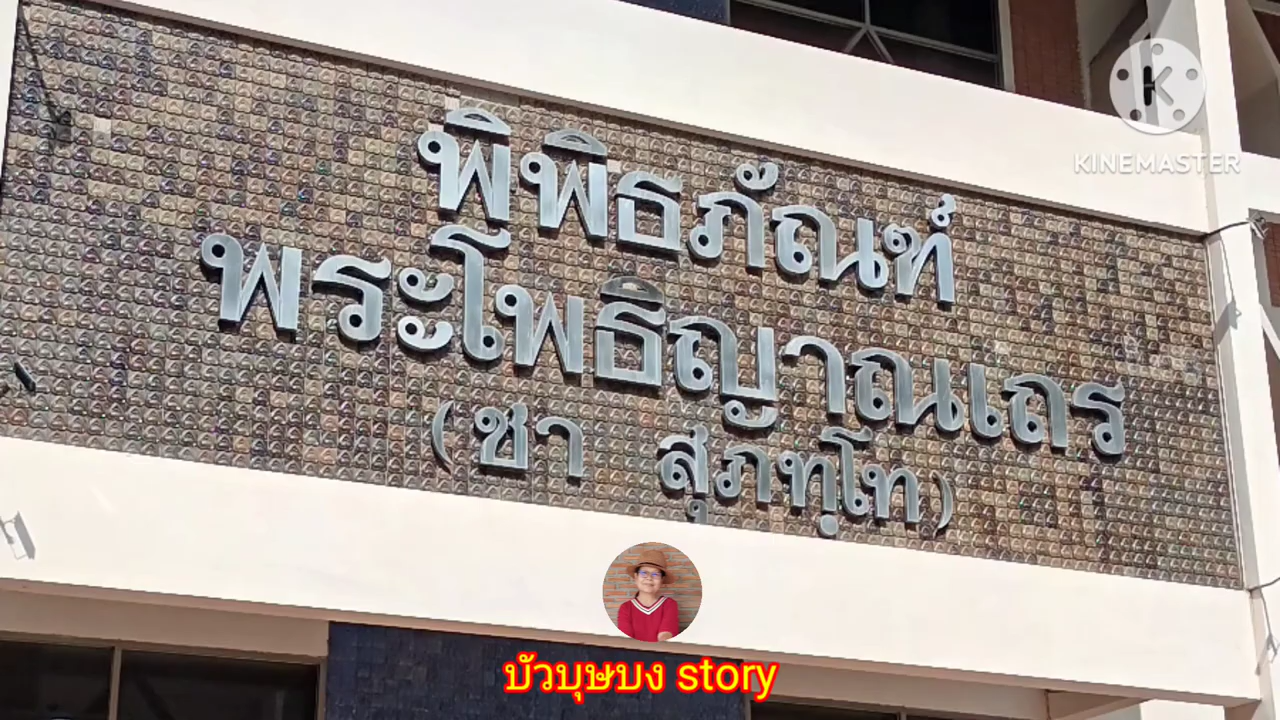 K
KINEMASTER
พิพิธภัณฑ์
พระโพธิญาณเถร
(ชา สุภทฺโท)
บัวบุษบง story